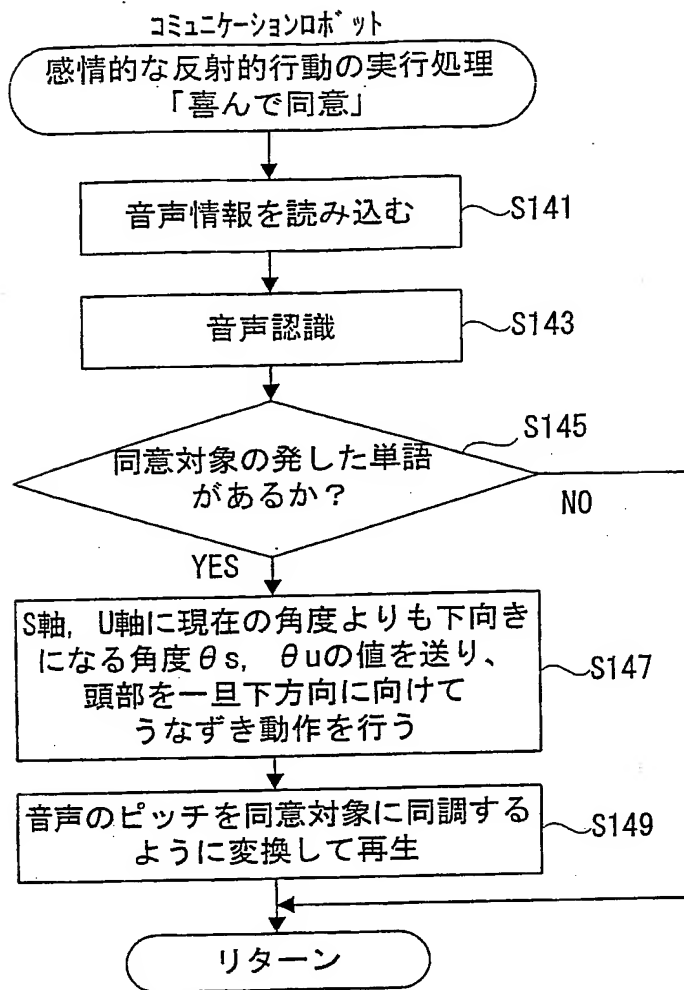 コミュニケーションロボット
感情的な反射的行動の実行処理
「喜んで同意」
音声情報を読み込む
S141
音声認識
S143
S145
同意対象の発した単語
があるか？
NO
YES
S軸，U軸に現在の角度よりも下向き
になる角度θs，θuの値を送り、
頭部を一旦下方向に向けて
うなずき動作を行う
S147
音声のピッチを同意対象に同調する
ように変換して再生
S149
リターン